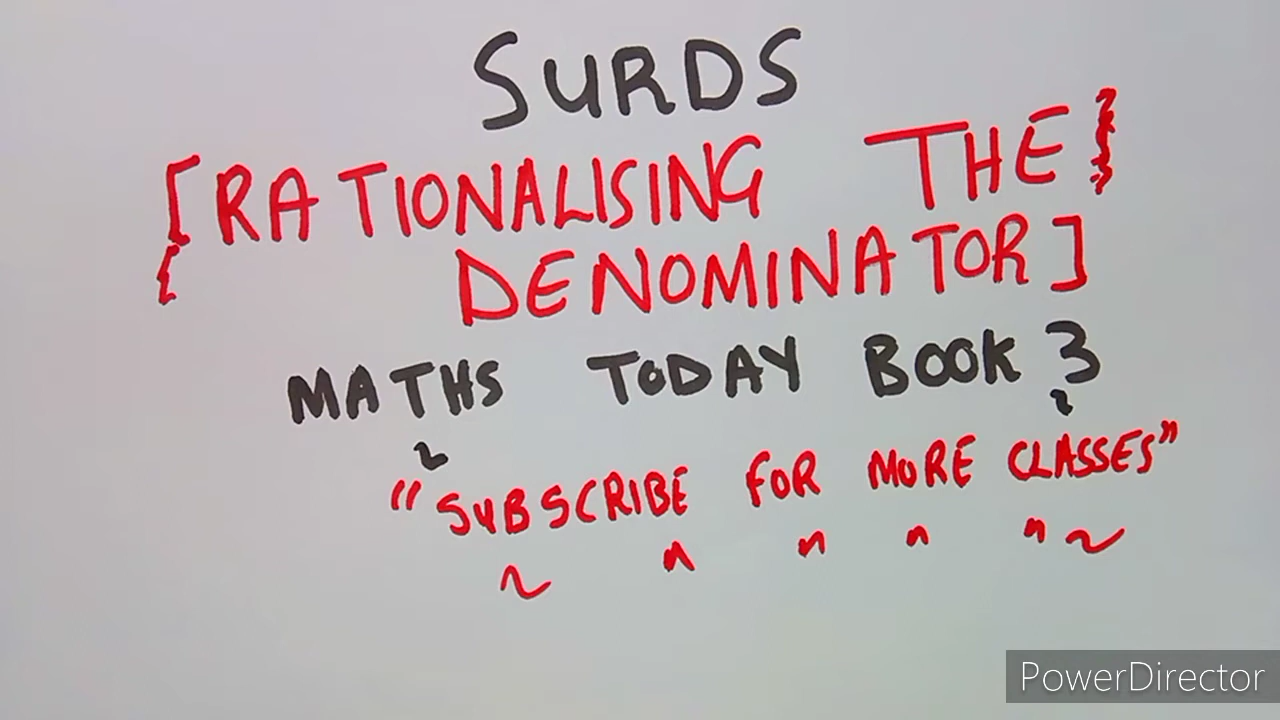 SURDS
[RATIONALISING THE
DENOMINATOR]
MATHS TODAY BOOK 3
"SUBSCRIBE FOR MORE CLASSES"
PowerDirector